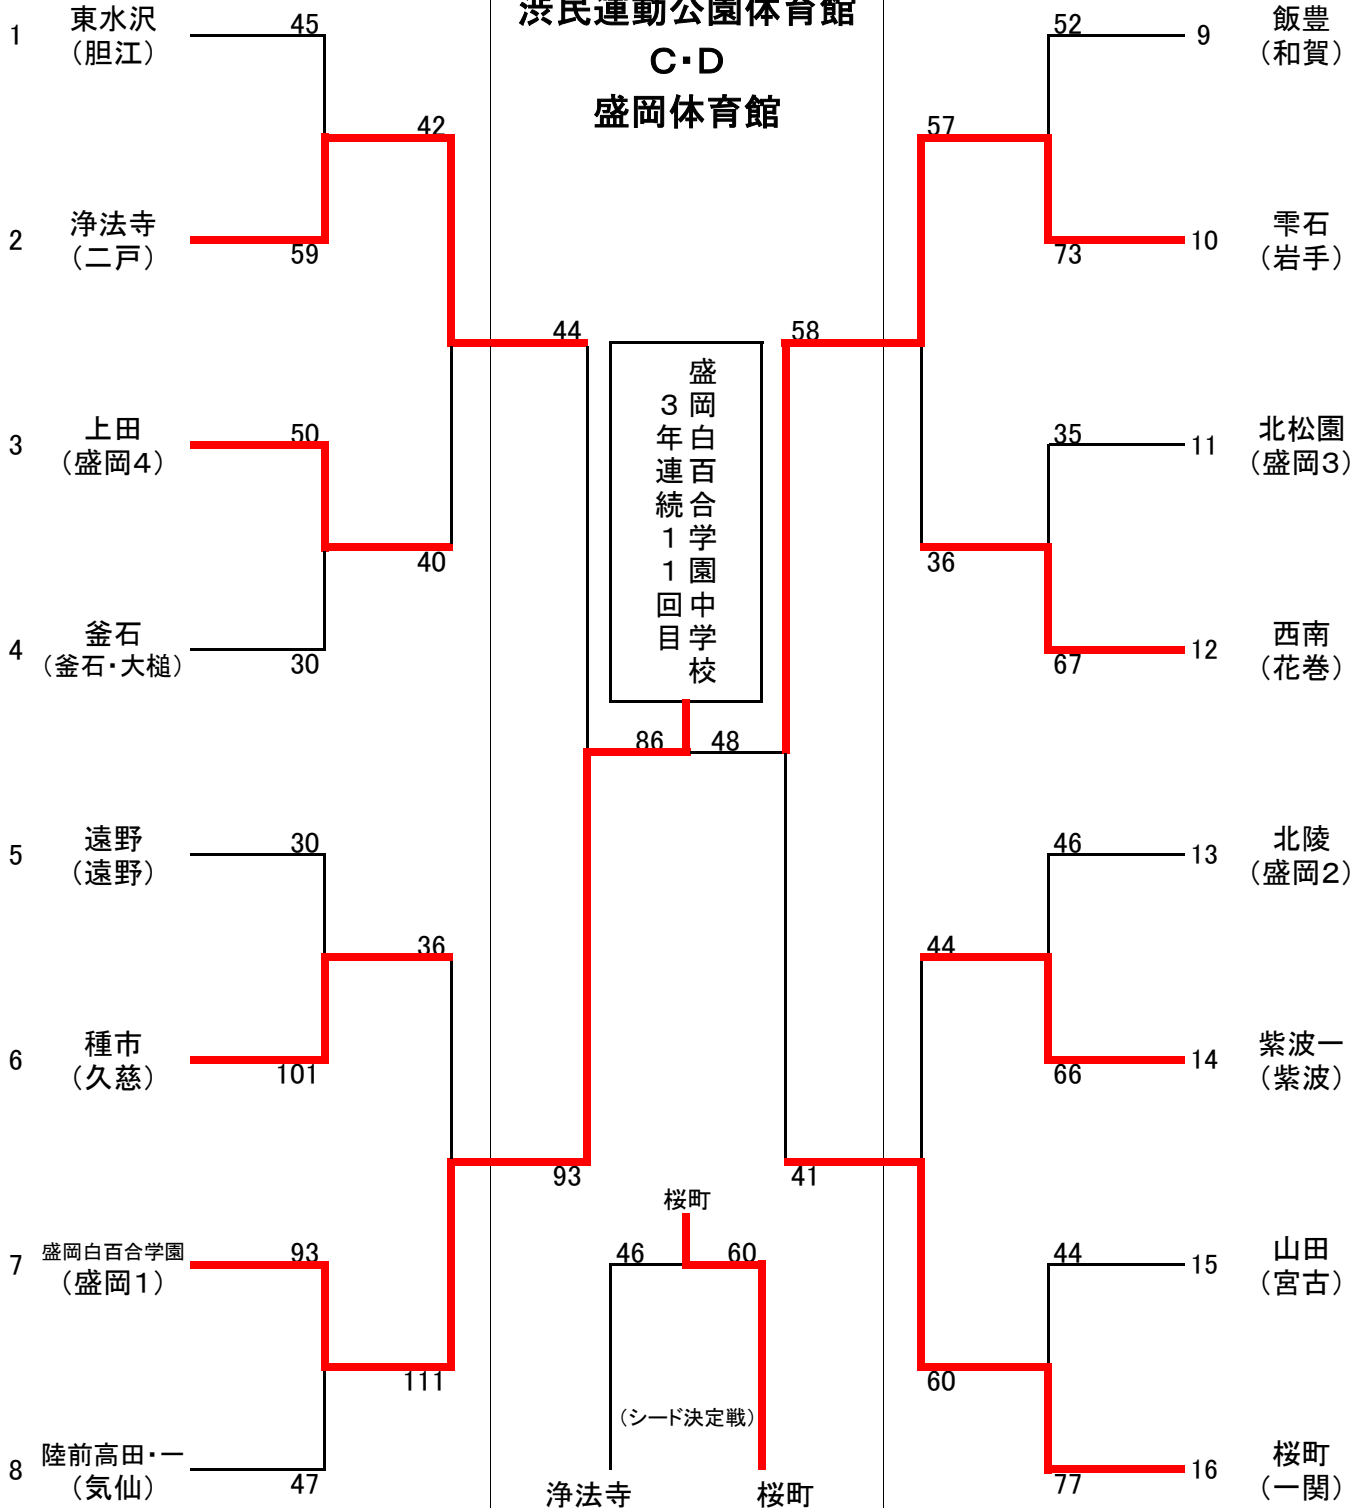 渋民運動公園体育館
C・D
盛岡体育館
1
東水沢
（胆江）
45
42
2
浄法寺
（二戸）
59
44
3
上田
（盛岡4）
50
40
4
釜石
（釜石・大槌）
30
5
遠野
（遠野）
30
36
6
種市
（久慈）
101
93
7
盛岡白百合学園
（盛岡1）
93
111
8
陸前高田・一
（気仙）
47
盛岡白百合学園中学校
3年連続11回目
86 48
52
9
飯豊
（和賀）
57
73
10
雫石
（岩手）
58
35
11
北松園
（盛岡3）
36
67
12
西南
（花巻）
46
13
北陵
（盛岡2）
44
66
14
紫波一
（紫波）
41
44
15
山田
（宮古）
60
77
16
桜町
（一関）
桜町
46 60
（シード決定戦）
浄法寺 桜町